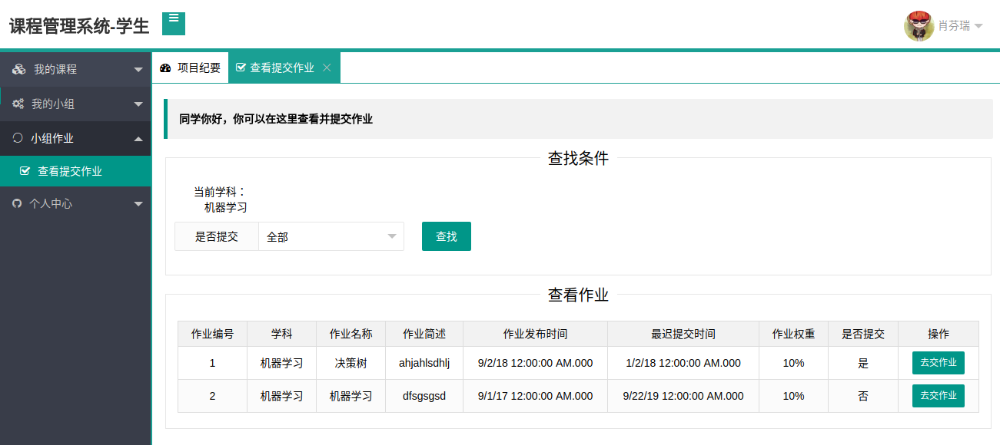 课程管理系统-学生
肖芬瑞
我的课程
我的小组
小组作业
查看提交作业
个人中心
项目纪要 查看提交作业
同学你好，你可以在这里查看并提交作业
查找条件
当前学科：
机器学习
是否提交 全部 查找
查看作业
作业编号 学科 作业名称 作业简述 作业发布时间 最迟提交时间 作业权重 是否提交 操作
1 机器学习 决策树 ahjahlsdhlj 9/2/18 12:00:00 AM.000 1/2/18 12:00:00 AM.000 10% 是 去交作业
2 机器学习 机器学习 dfsgsgsd 9/1/17 12:00:00 AM.000 9/22/19 12:00:00 AM.000 10% 否 去交作业